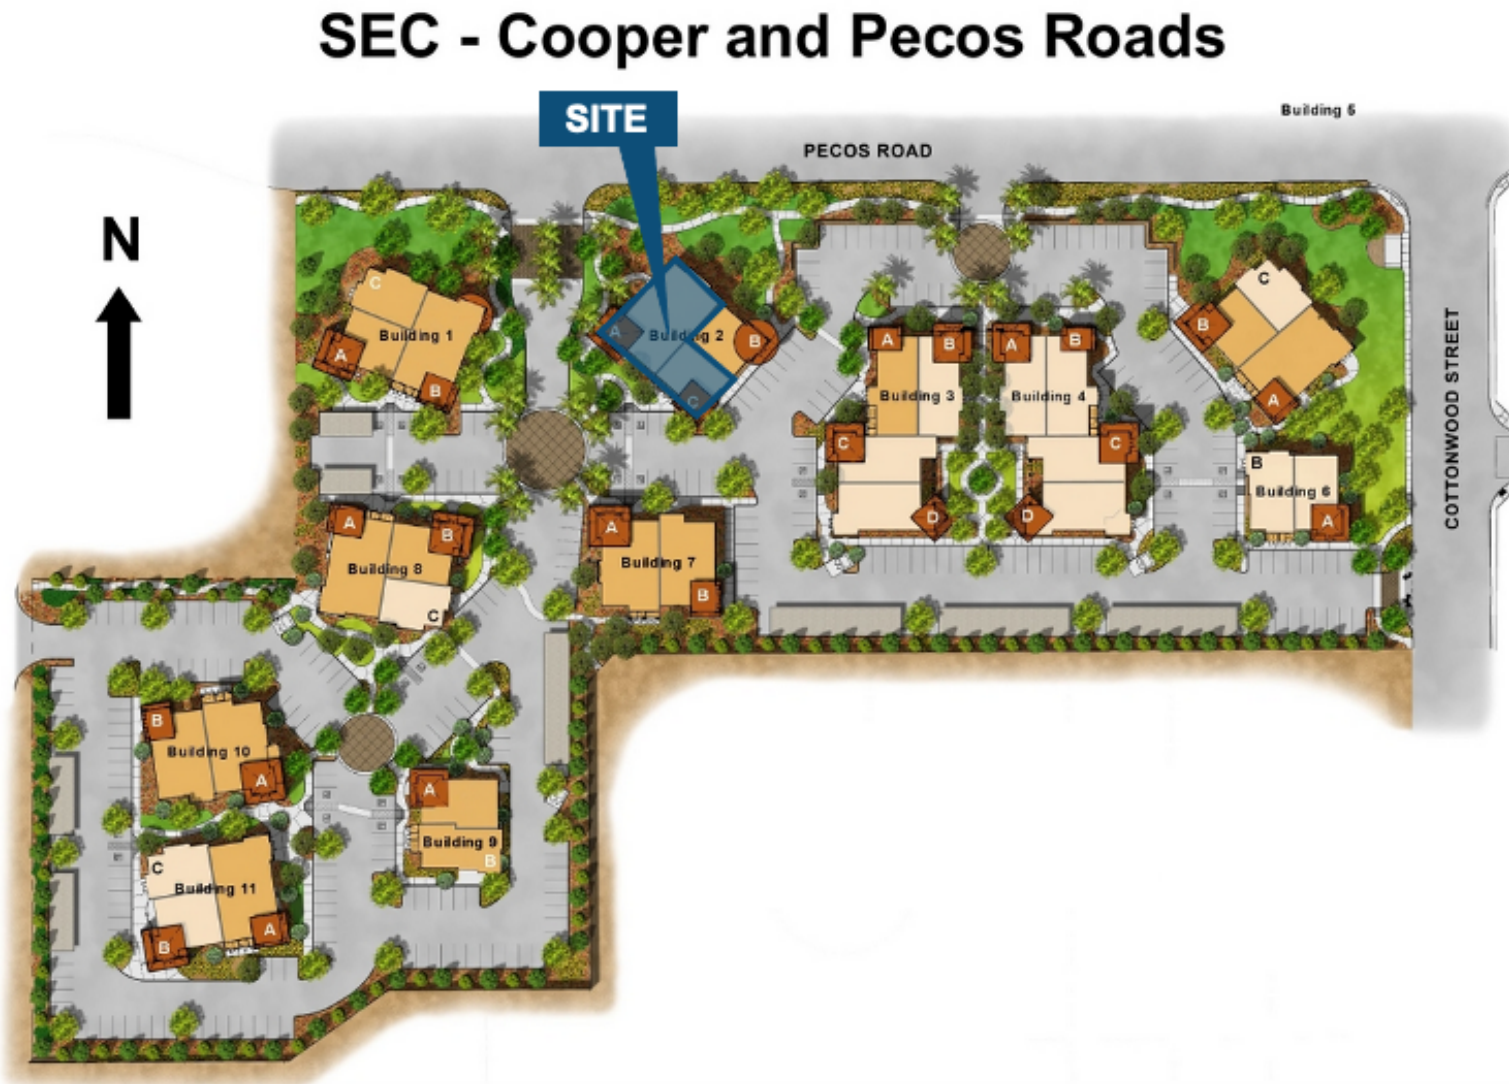 SEC - Cooper and Pecos Roads
SITE
Building 5
PECOS ROAD
N
C
Building 1
A
B
A
Building 2
B
C
A
B
Building 3
C
D
A
B
Building 4
C
D
C
B
A
B
Building 6
A
COTTONWOOD STREET
A
B
Building 8
C
A
Building 7
B
B
Building 10
A
A
Building 9
B
C
Building 11
B
A